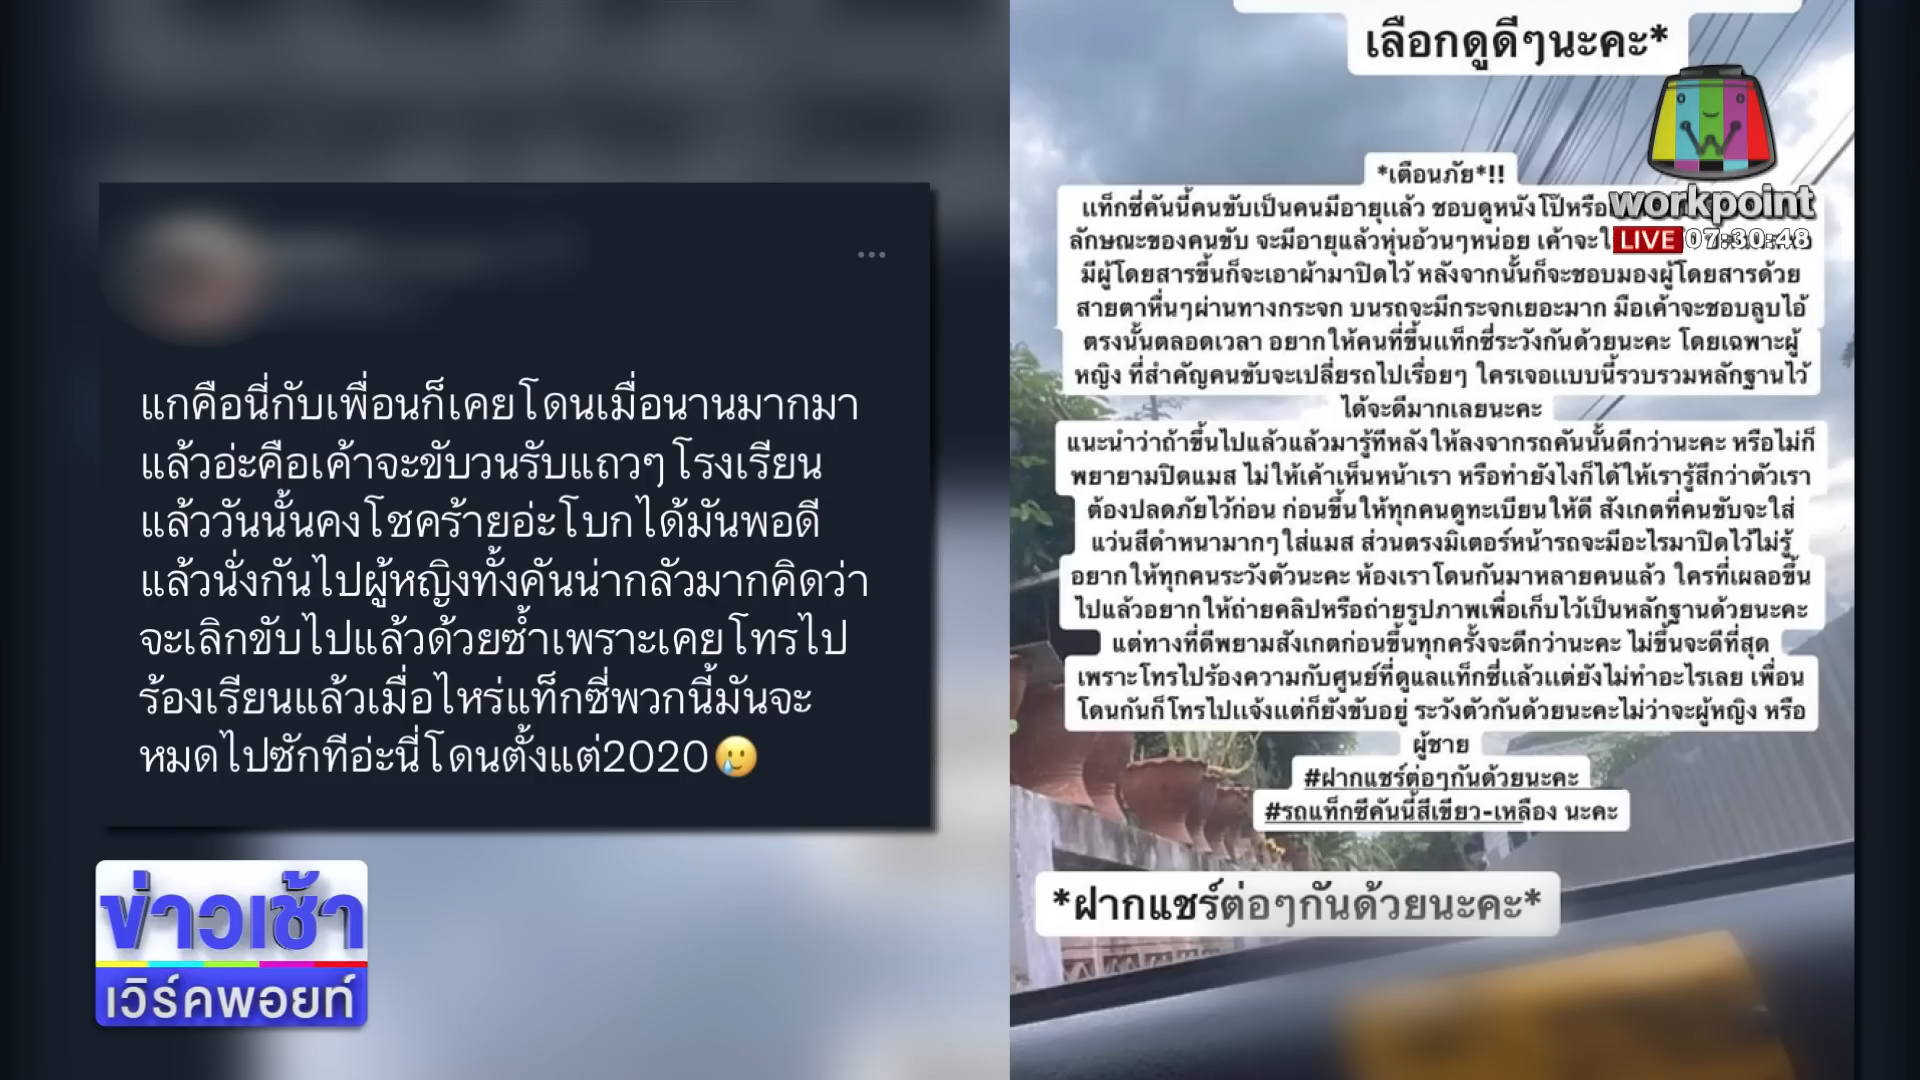 แกคือนี่กับเพื่อนก็เคยโดนเมื่อนานมากมา
แล้วอ่ะคือเค้าจะขับวนรับแถวๆโรงเรียน
แล้ววันนั้นคงโชคร้ายอ่ะโบกได้มันพอดี
แล้วนั่งกันไปผู้หญิงทั้งคันน่ากลัวมากคิดว่า
จะเลิกขับไปแล้วด้วยซ้ำเพราะเคยโทรไป
ร้องเรียนแล้วเมื่อไหร่แท็กซี่พวกนี้มันจะ
หมดไปซักทีอ่ะนี่โดนตั้งแต่2020🥲
ข่าวเช้า
เวิร์คพอยท์
เลือกดูดีๆนะคะ*
workpoint
LIVE 07:30:48
*เตือนภัย*!!
แท็กซี่คันนี้คนขับเป็นคนมีอายุแล้ว ชอบดูหนังโป๊หรือ
ลักษณะของคนขับ จะมีอายุแล้วหุ่นอ้วนๆหน่อย เค้าจะ
มีผู้โดยสารขึ้นก็จะเอาผ้ามาปิดไว้ หลังจากนั้นก็จะชอบมองผู้โดยสารด้วย
สายตาหื่นๆผ่านทางกระจก บนรถจะมีกระจกเยอะมาก มือเค้าจะชอบลูบไอ้
ตรงนั้นตลอดเวลา อยากให้คนที่ขึ้นแท็กซี่ระวังกันด้วยนะคะ โดยเฉพาะผู้
หญิง ที่สำคัญคนขับจะเปลี่ยรถไปเรื่อยๆ ใครเจอแบบนี้รวบรวมหลักฐานไว้
ได้จะดีมากเลยนะคะ
แนะนำว่าถ้าขึ้นไปแล้วแล้วมารู้ทีหลังให้ลงจากรถคันนั้นดีกว่านะคะ หรือไม่ก็
พยายามปิดแมส ไม่ให้เค้าเห็นหน้าเรา หรือทำยังไงก็ได้ให้เรารู้สึกว่าตัวเรา
ต้องปลดภัยไว้ก่อน ก่อนขึ้นให้ทุกคนดูทะเบียนให้ดี สังเกตที่คนขับจะใส่
แว่นสีดำหนามากๆใส่แมส ส่วนตรงมิเตอร์หน้ารถจะมีอะไรมาปิดไว้ไม่รู้
อยากให้ทุกคนระวังตัวนะคะ ห้องเราโดนกันมาหลายคนแล้ว ใครที่เผลอขึ้น
ไปแล้วอยากให้ถ่ายคลิปหรือถ่ายรูปภาพเพื่อเก็บไว้เป็นหลักฐานด้วยนะคะ
แต่ทางที่ดีพยามสังเกตก่อนขึ้นทุกครั้งจะดีกว่านะคะ ไม่ขึ้นจะดีที่สุด
เพราะโทรไปร้องความกับศูนย์ที่ดูแลแท็กซี่แล้วแต่ยังไม่ทำอะไรเลย เพื่อน
โดนกันก็โทรไปแจ้งแต่ก็ยังขับอยู่ ระวังตัวกันด้วยนะคะไม่ว่าจะผู้หญิง หรือ
ผู้ชาย
#ฝากแชร์ต่อๆกันด้วยนะคะ
#รถแท็กซีคันนี้สีเขียว-เหลือง นะคะ
*ฝากแชร์ต่อๆกันด้วยนะคะ*